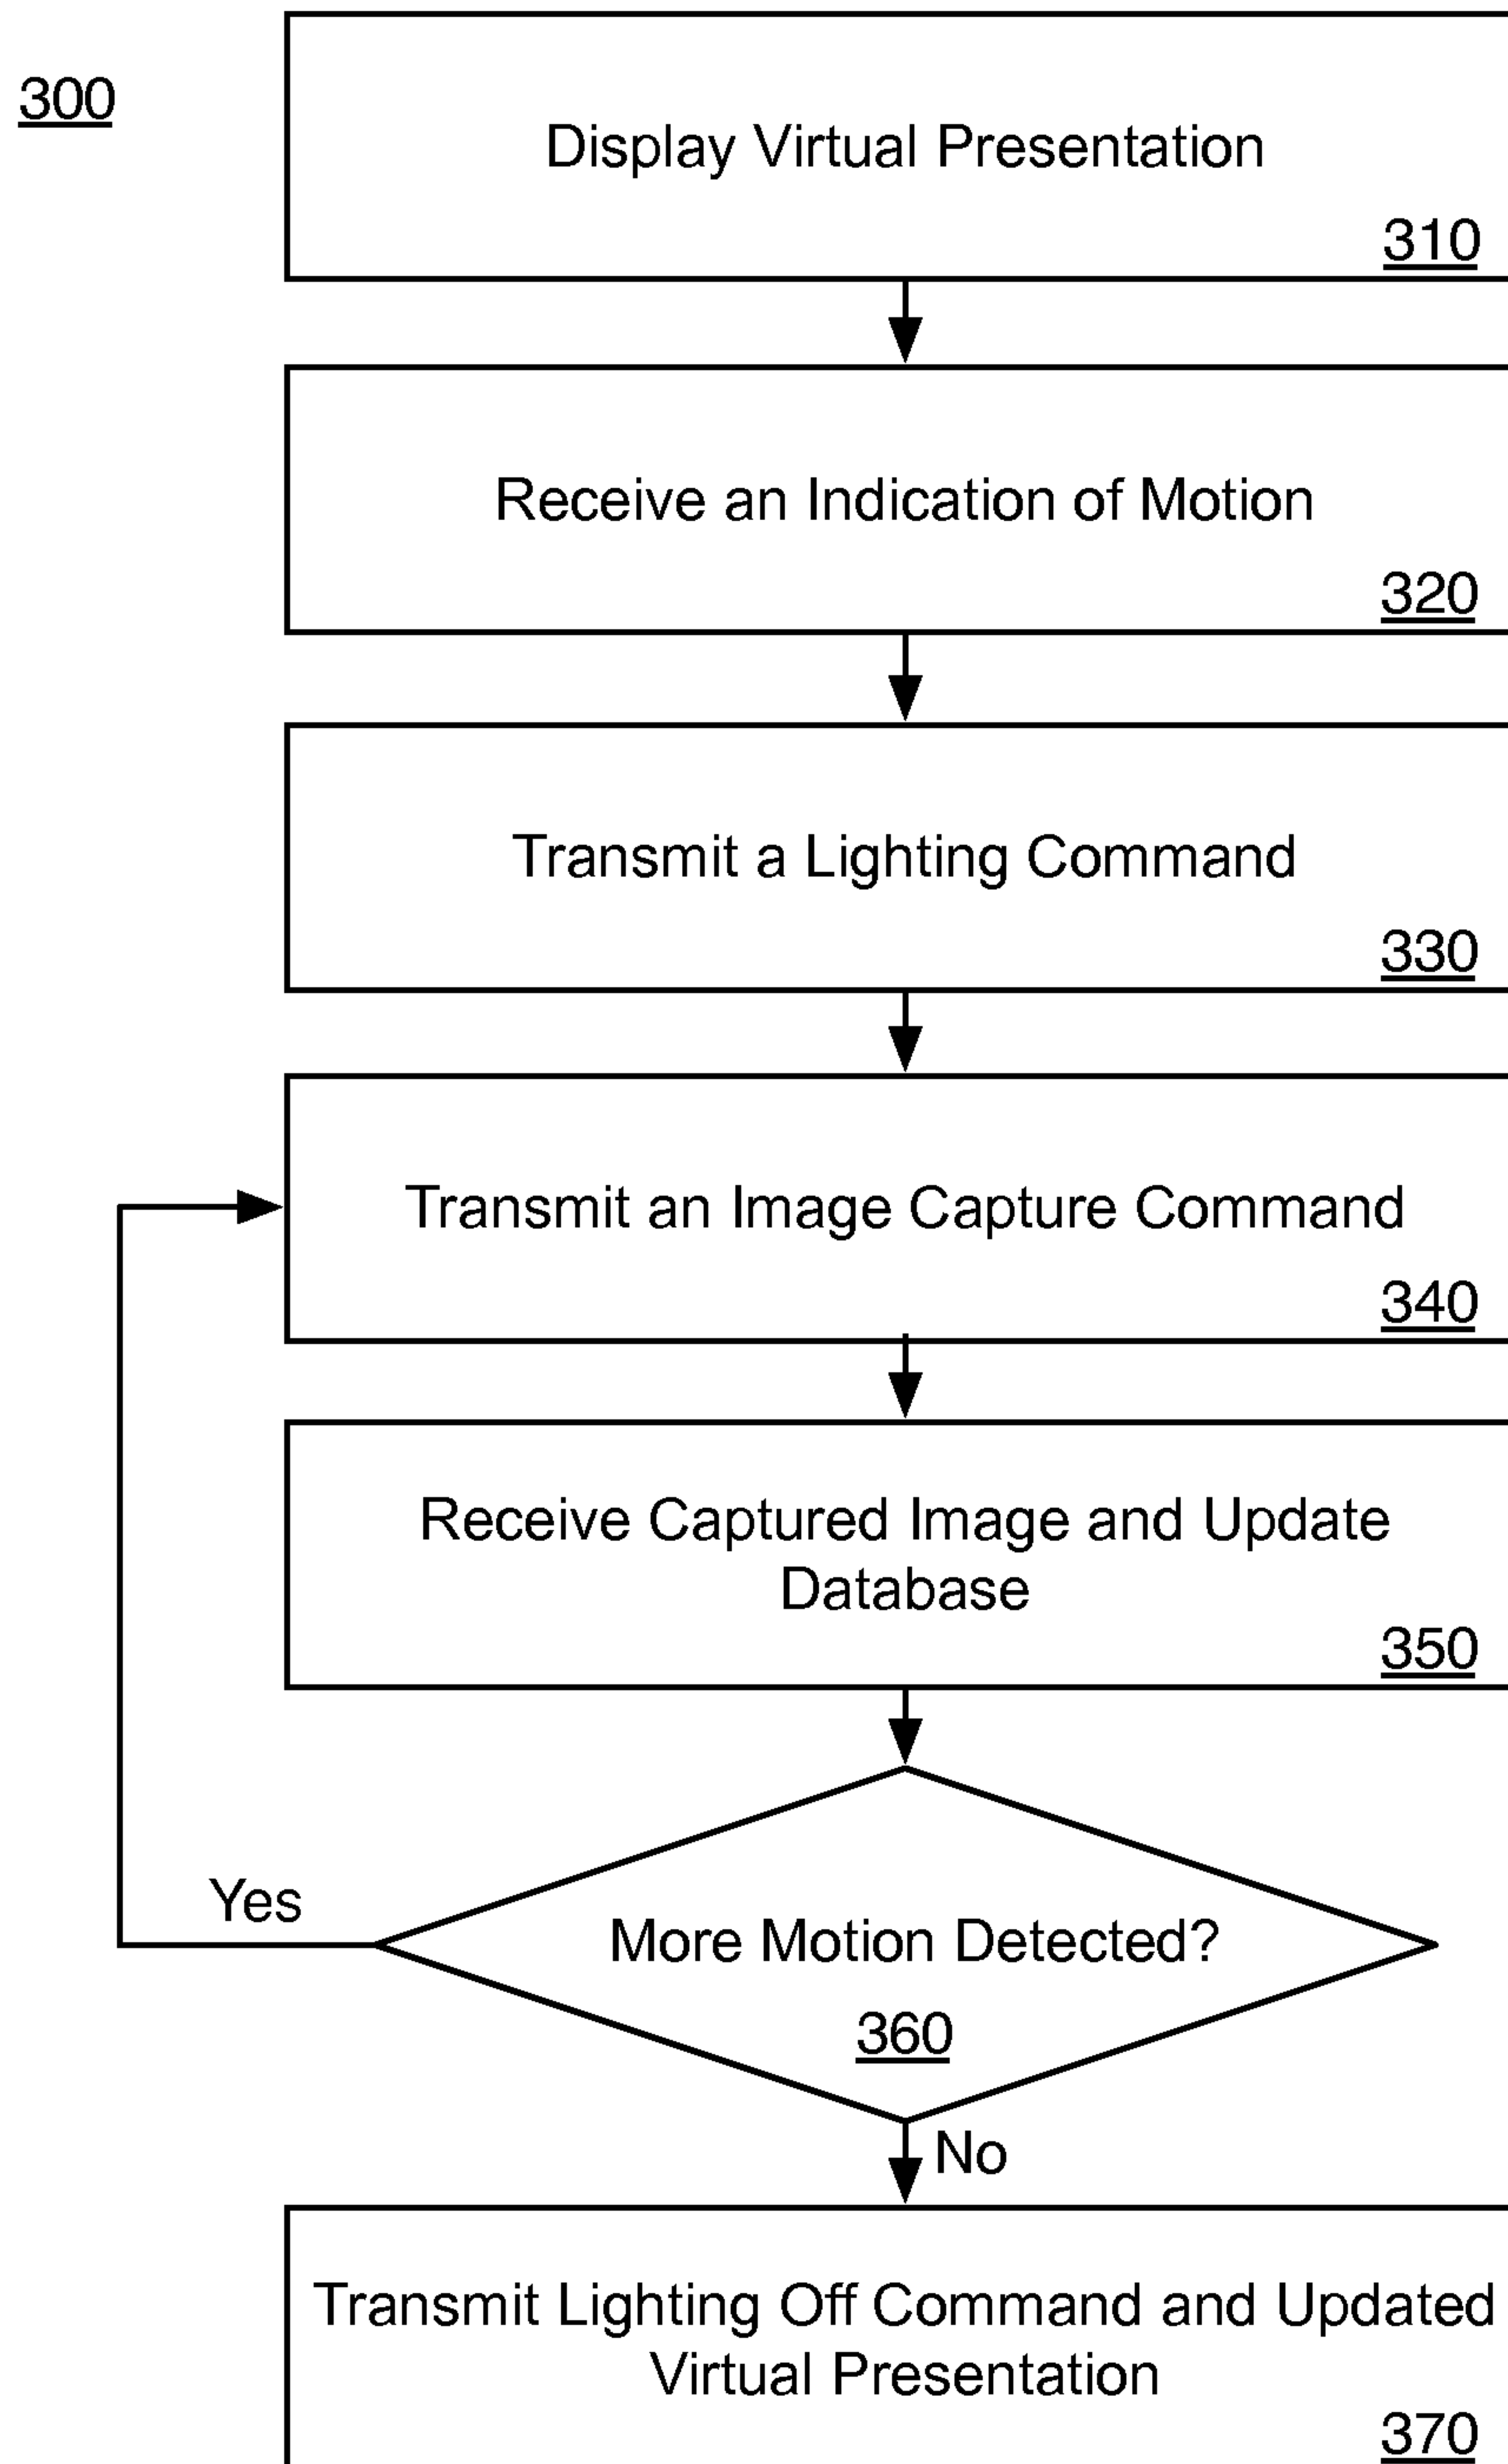 300
Display Virtual Presentation
310
Receive an Indication of Motion
320
Transmit a Lighting Command
330
Transmit an Image Capture Command
340
Receive Captured Image and Update
Database
350
Yes
More Motion Detected?
360
No
Transmit Lighting Off Command and Updated
Virtual Presentation
370